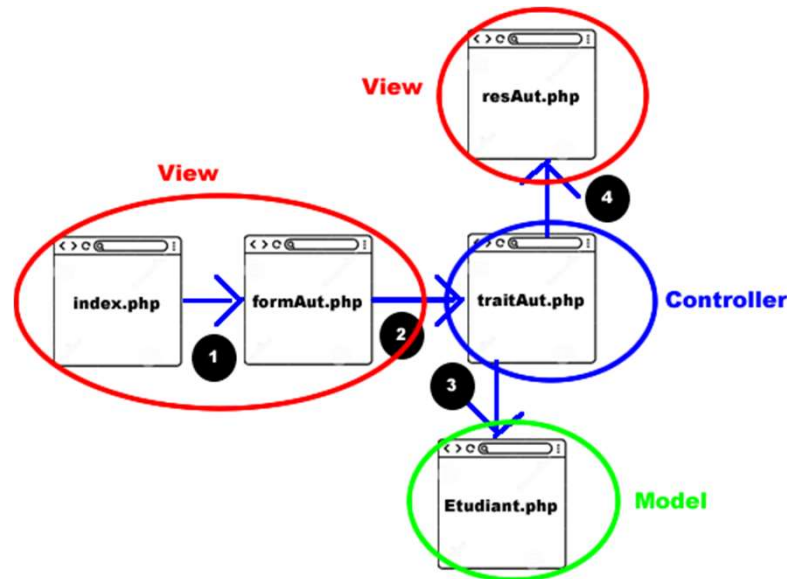 View
resAut.php
4
View
index.php
1
formAut.php
2
traitAut.php
Controller
3
Etudiant.php
Model